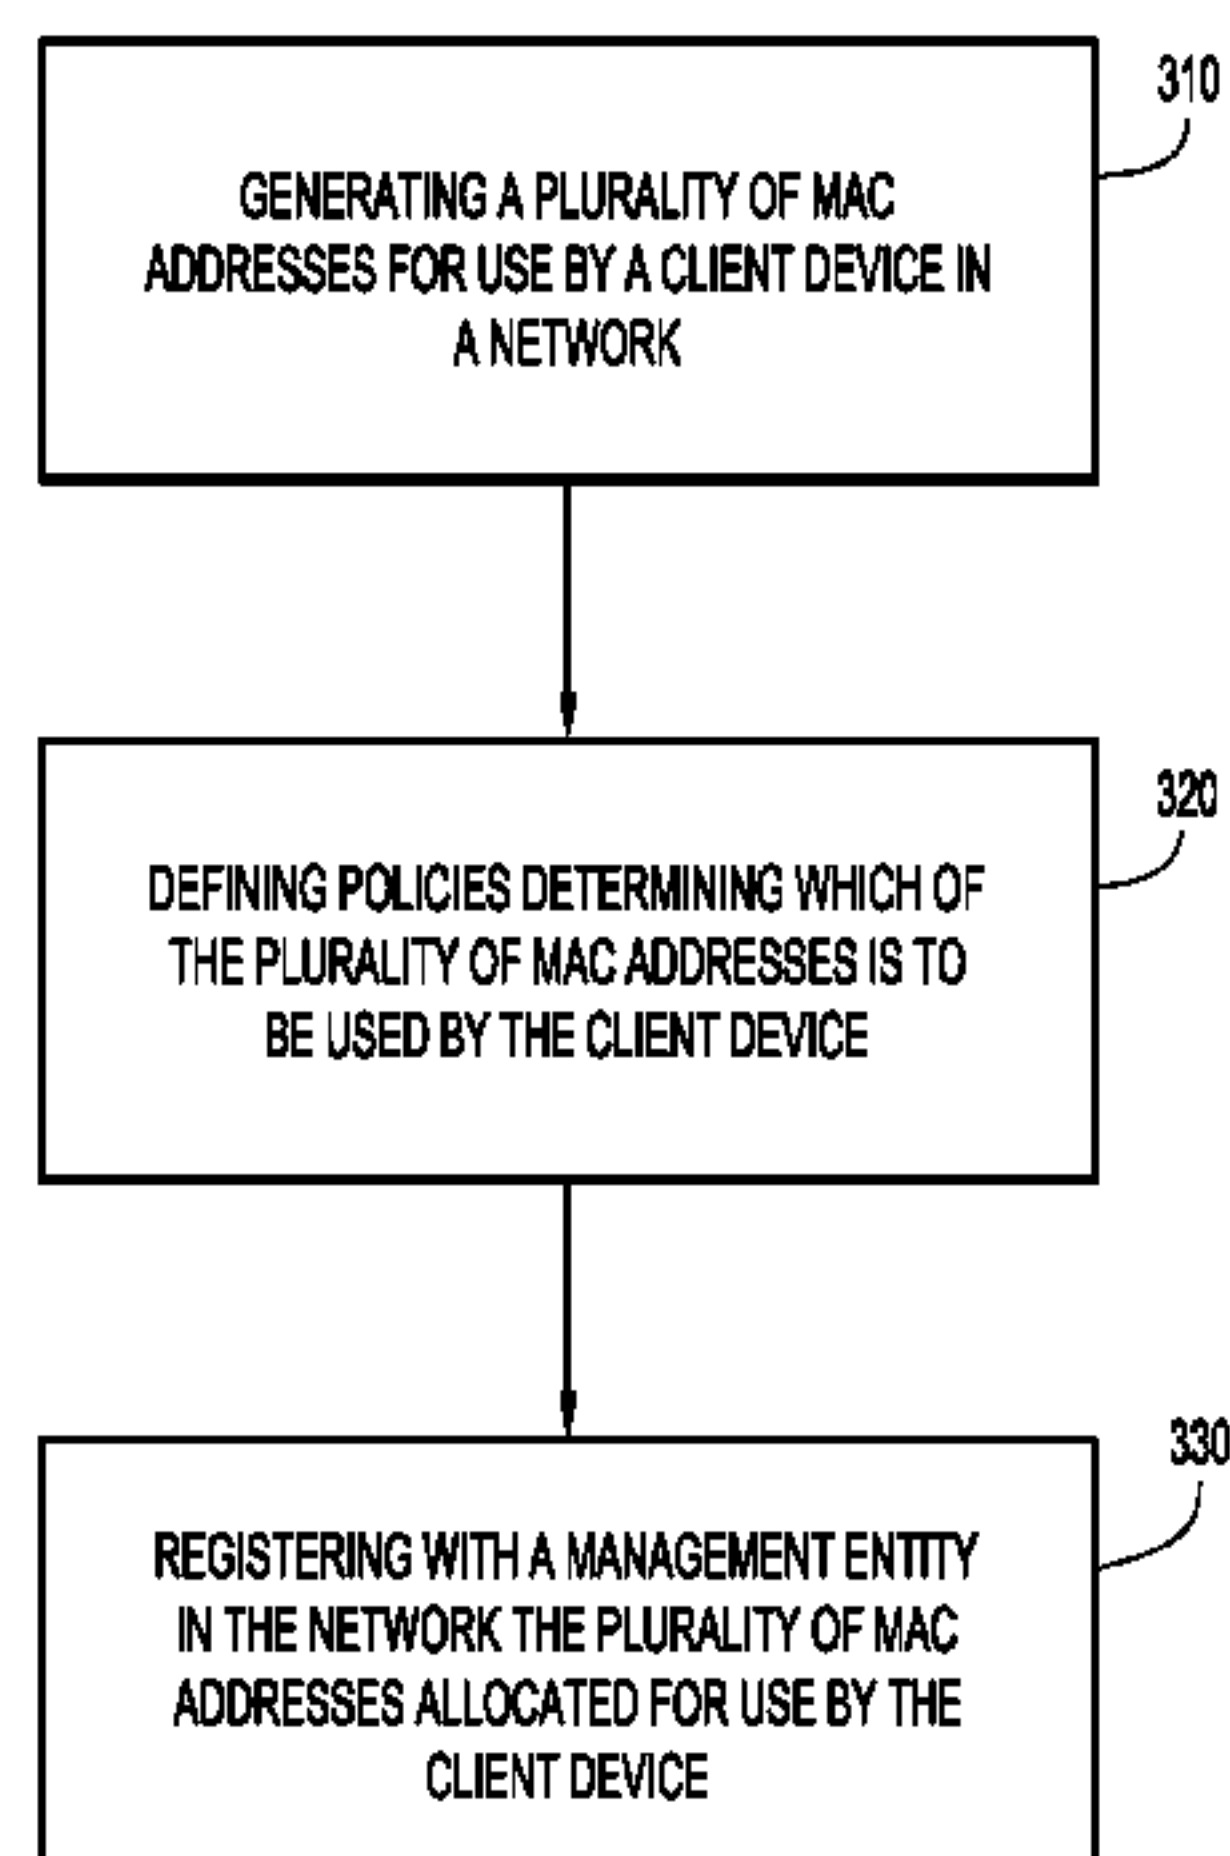 310
GENERATING A PLURALITY OF MAC
ADDRESSES FOR USE BY A CLIENT DEVICE IN
A NETWORK
320
DEFINING POLICIES DETERMINING WHICH OF
THE PLURALITY OF MAC ADDRESSES IS TO
BE USED BY THE CLIENT DEVICE
330
REGISTERING WITH A MANAGEMENT ENTITY
IN THE NETWORK THE PLURALITY OF MAC
ADDRESSES ALLOCATED FOR USE BY THE
CLIENT DEVICE